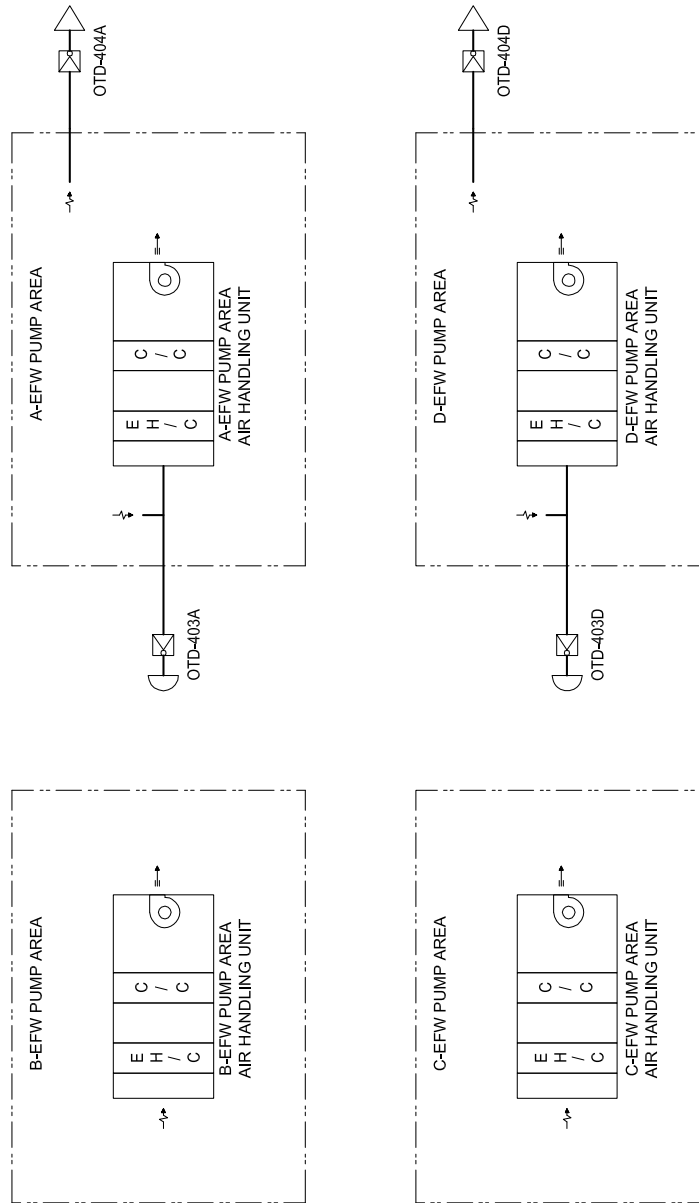 OTD-404A
A-EFW PUMP AREA
C / C
E H / C
A-EFW PUMP AREA
AIR HANDLING UNIT
OTD-403A
OTD-404D
D-EFW PUMP AREA
C / C
E H / C
D-EFW PUMP AREA
AIR HANDLING UNIT
OTD-403D
B-EFW PUMP AREA
C / C
E H / C
B-EFW PUMP AREA
AIR HANDLING UNIT
C-EFW PUMP AREA
C / C
E H / C
C-EFW PUMP AREA
AIR HANDLING UNIT